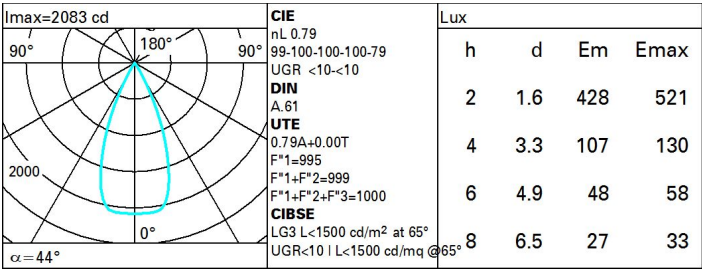 Imax=2083 cd
90° 180° 90°
2000
0°
α=44°
CIE
nL 0.79
99-100-100-100-79
UGR <10-<10
DIN
A.61
UTE
0.79A+0.00T
F"1=995
F"1+F"2=999
F"1+F"2+F"3=1000
CIBSE
LG3 L<1500 cd/m² at 65°
UGR<10 | L<1500 cd/mq @65°
Lux
h d Em Emax
2 1.6 428 521
4 3.3 107 130
6 4.9 48 58
8 6.5 27 33